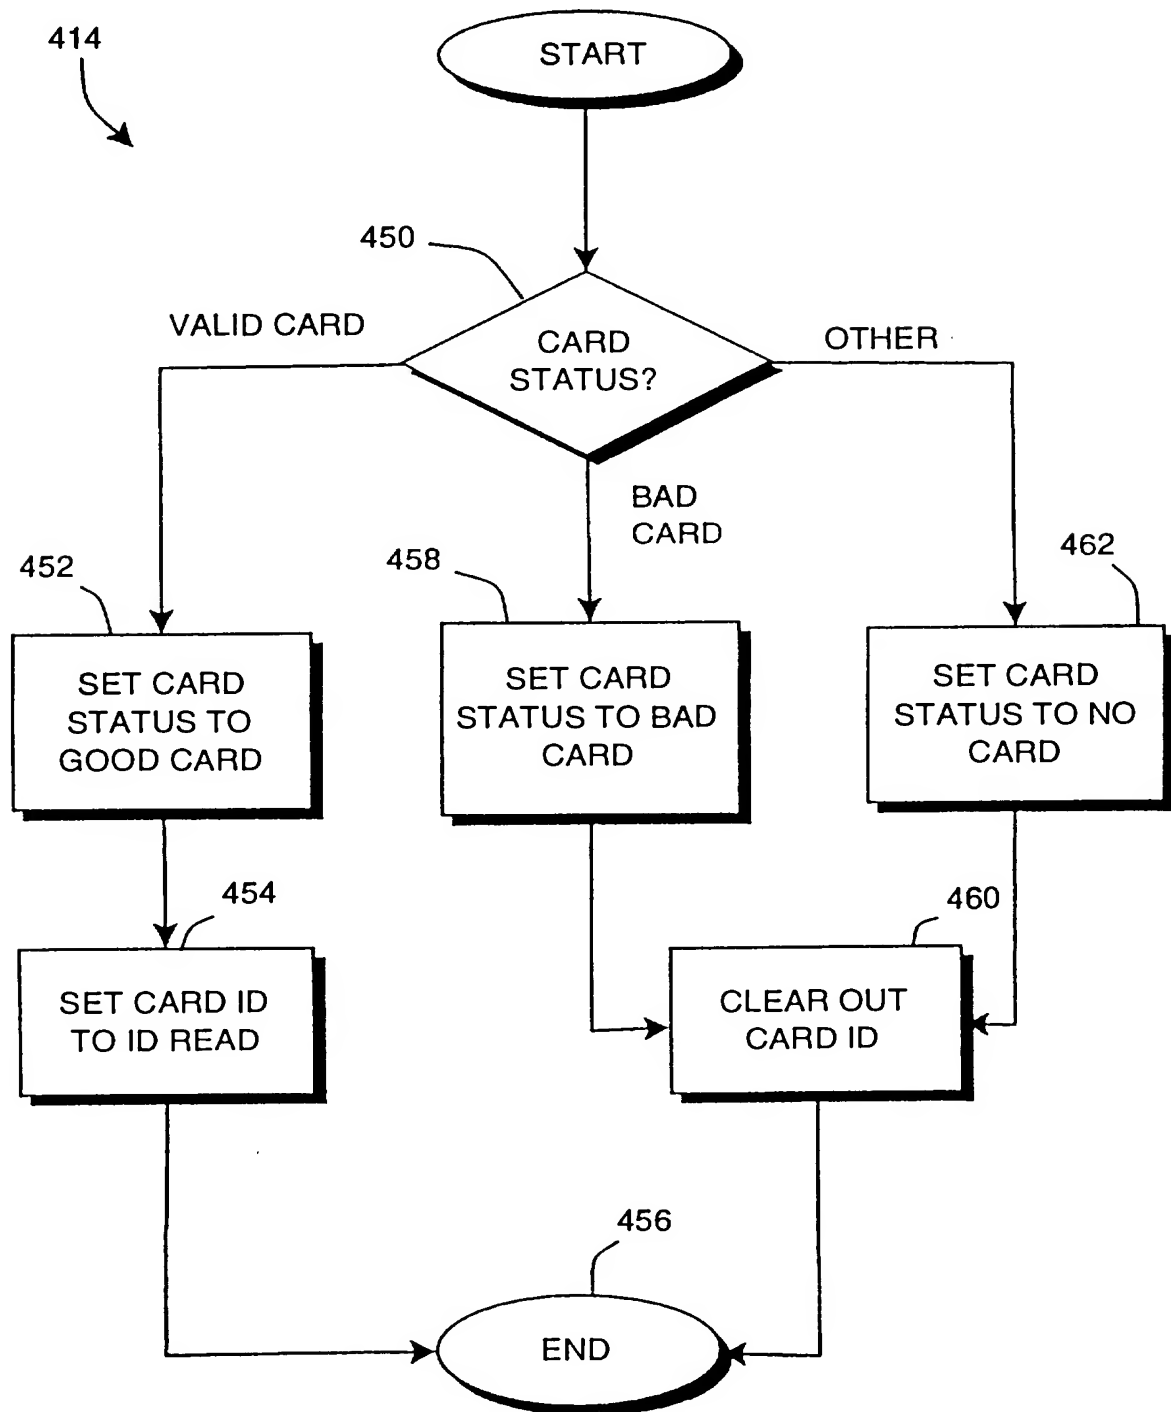 414
START
450
VALID CARD
CARD
STATUS?
OTHER
BAD
CARD
452
458
462
SET CARD
STATUS TO
GOOD CARD
SET CARD
STATUS TO BAD
CARD
SET CARD
STATUS TO NO
CARD
454
460
SET CARD ID
TO ID READ
CLEAR OUT
CARD ID
456
END